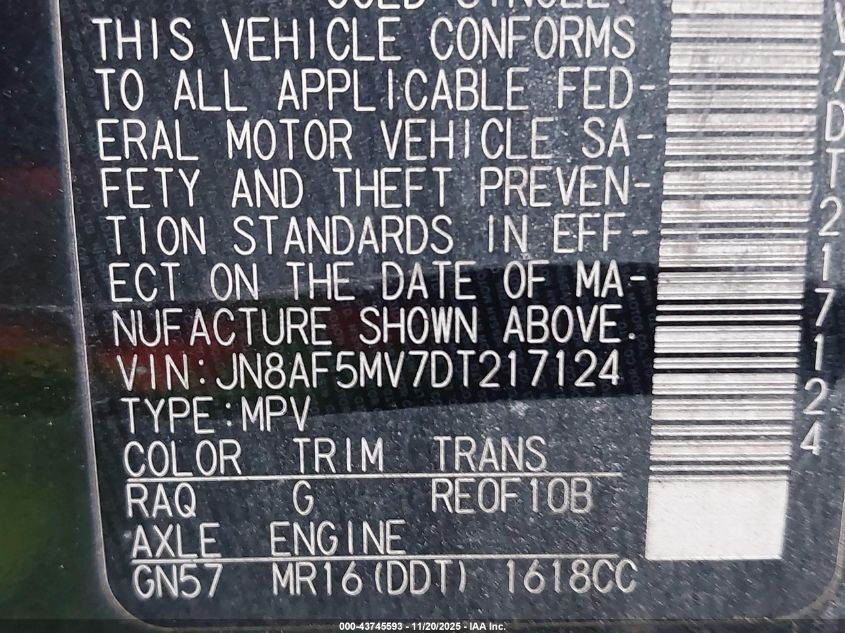 THIS VEHICLE CONFORMS
TO ALL APPLICABLE FED-
ERAL MOTOR VEHICLE SA-
FETY AND THEFT PREVEN-
TION STANDARDS IN EFF-
ECT ON THE DATE OF MA-
NUFACTURE SHOWN ABOVE.
VIN:JN8AF5MV7DT217124
TYPE:MPV
COLOR TRIM TRANS
RAQ G RE0F10B
AXLE ENGINE
GN57 MR16(DDT) 1618CC
V7DT217124
000-43745593 - 11/20/2025 - IAA Inc.